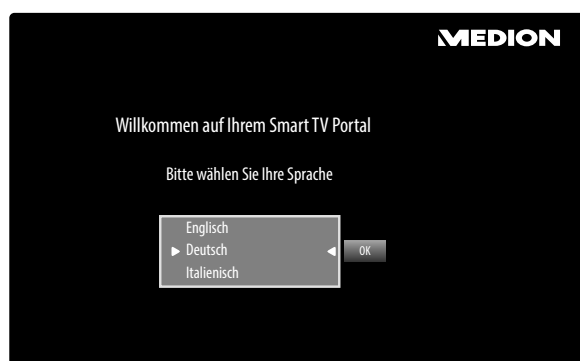 MEDION
Willkommen auf Ihrem Smart TV Portal
Bitte wählen Sie Ihre Sprache
Englisch
Deutsch OK
Italienisch